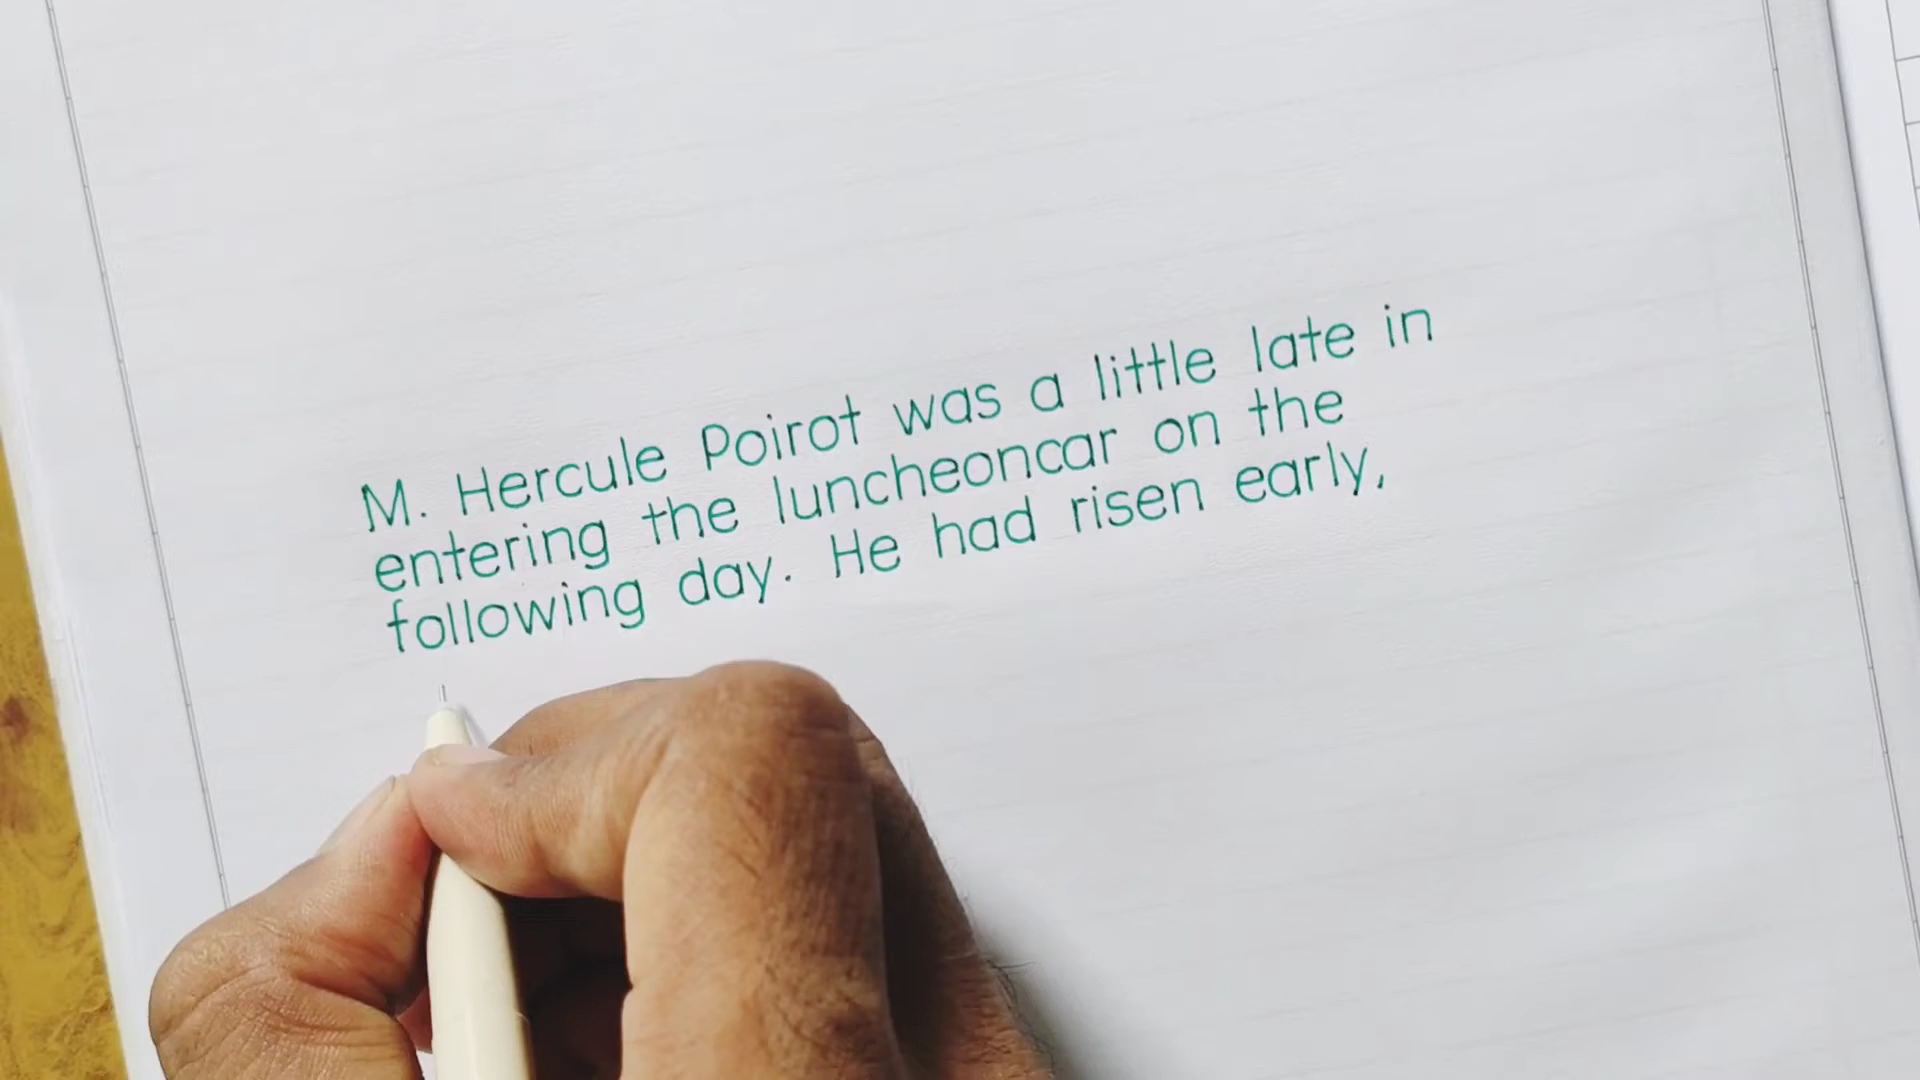 M. Hercule Poirot was a little late in
entering the luncheoncar on the
following day. He had risen early,